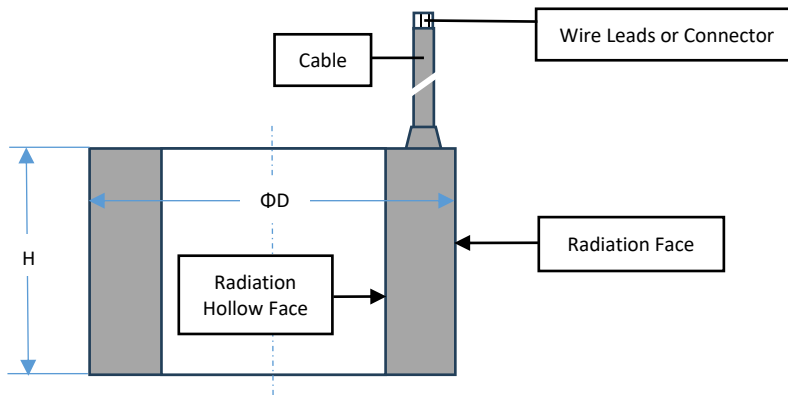 Wire Leads or Connector
Cable
ΦD
H
Radiation Face
Radiation
Hollow Face